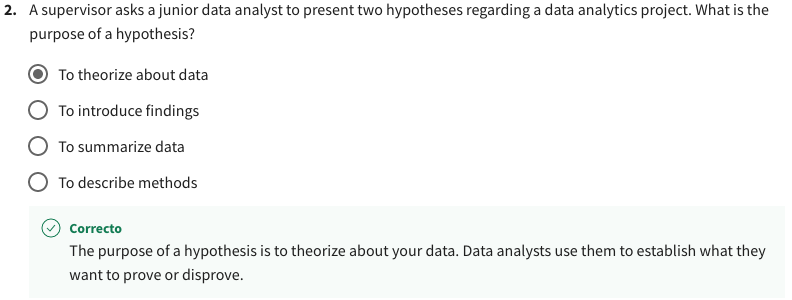 2. A supervisor asks a junior data analyst to present two hypotheses regarding a data analytics project. What is the
purpose of a hypothesis?
To theorize about data
To introduce findings
To summarize data
To describe methods
Correcto
The purpose of a hypothesis is to theorize about your data. Data analysts use them to establish what they
want to prove or disprove.